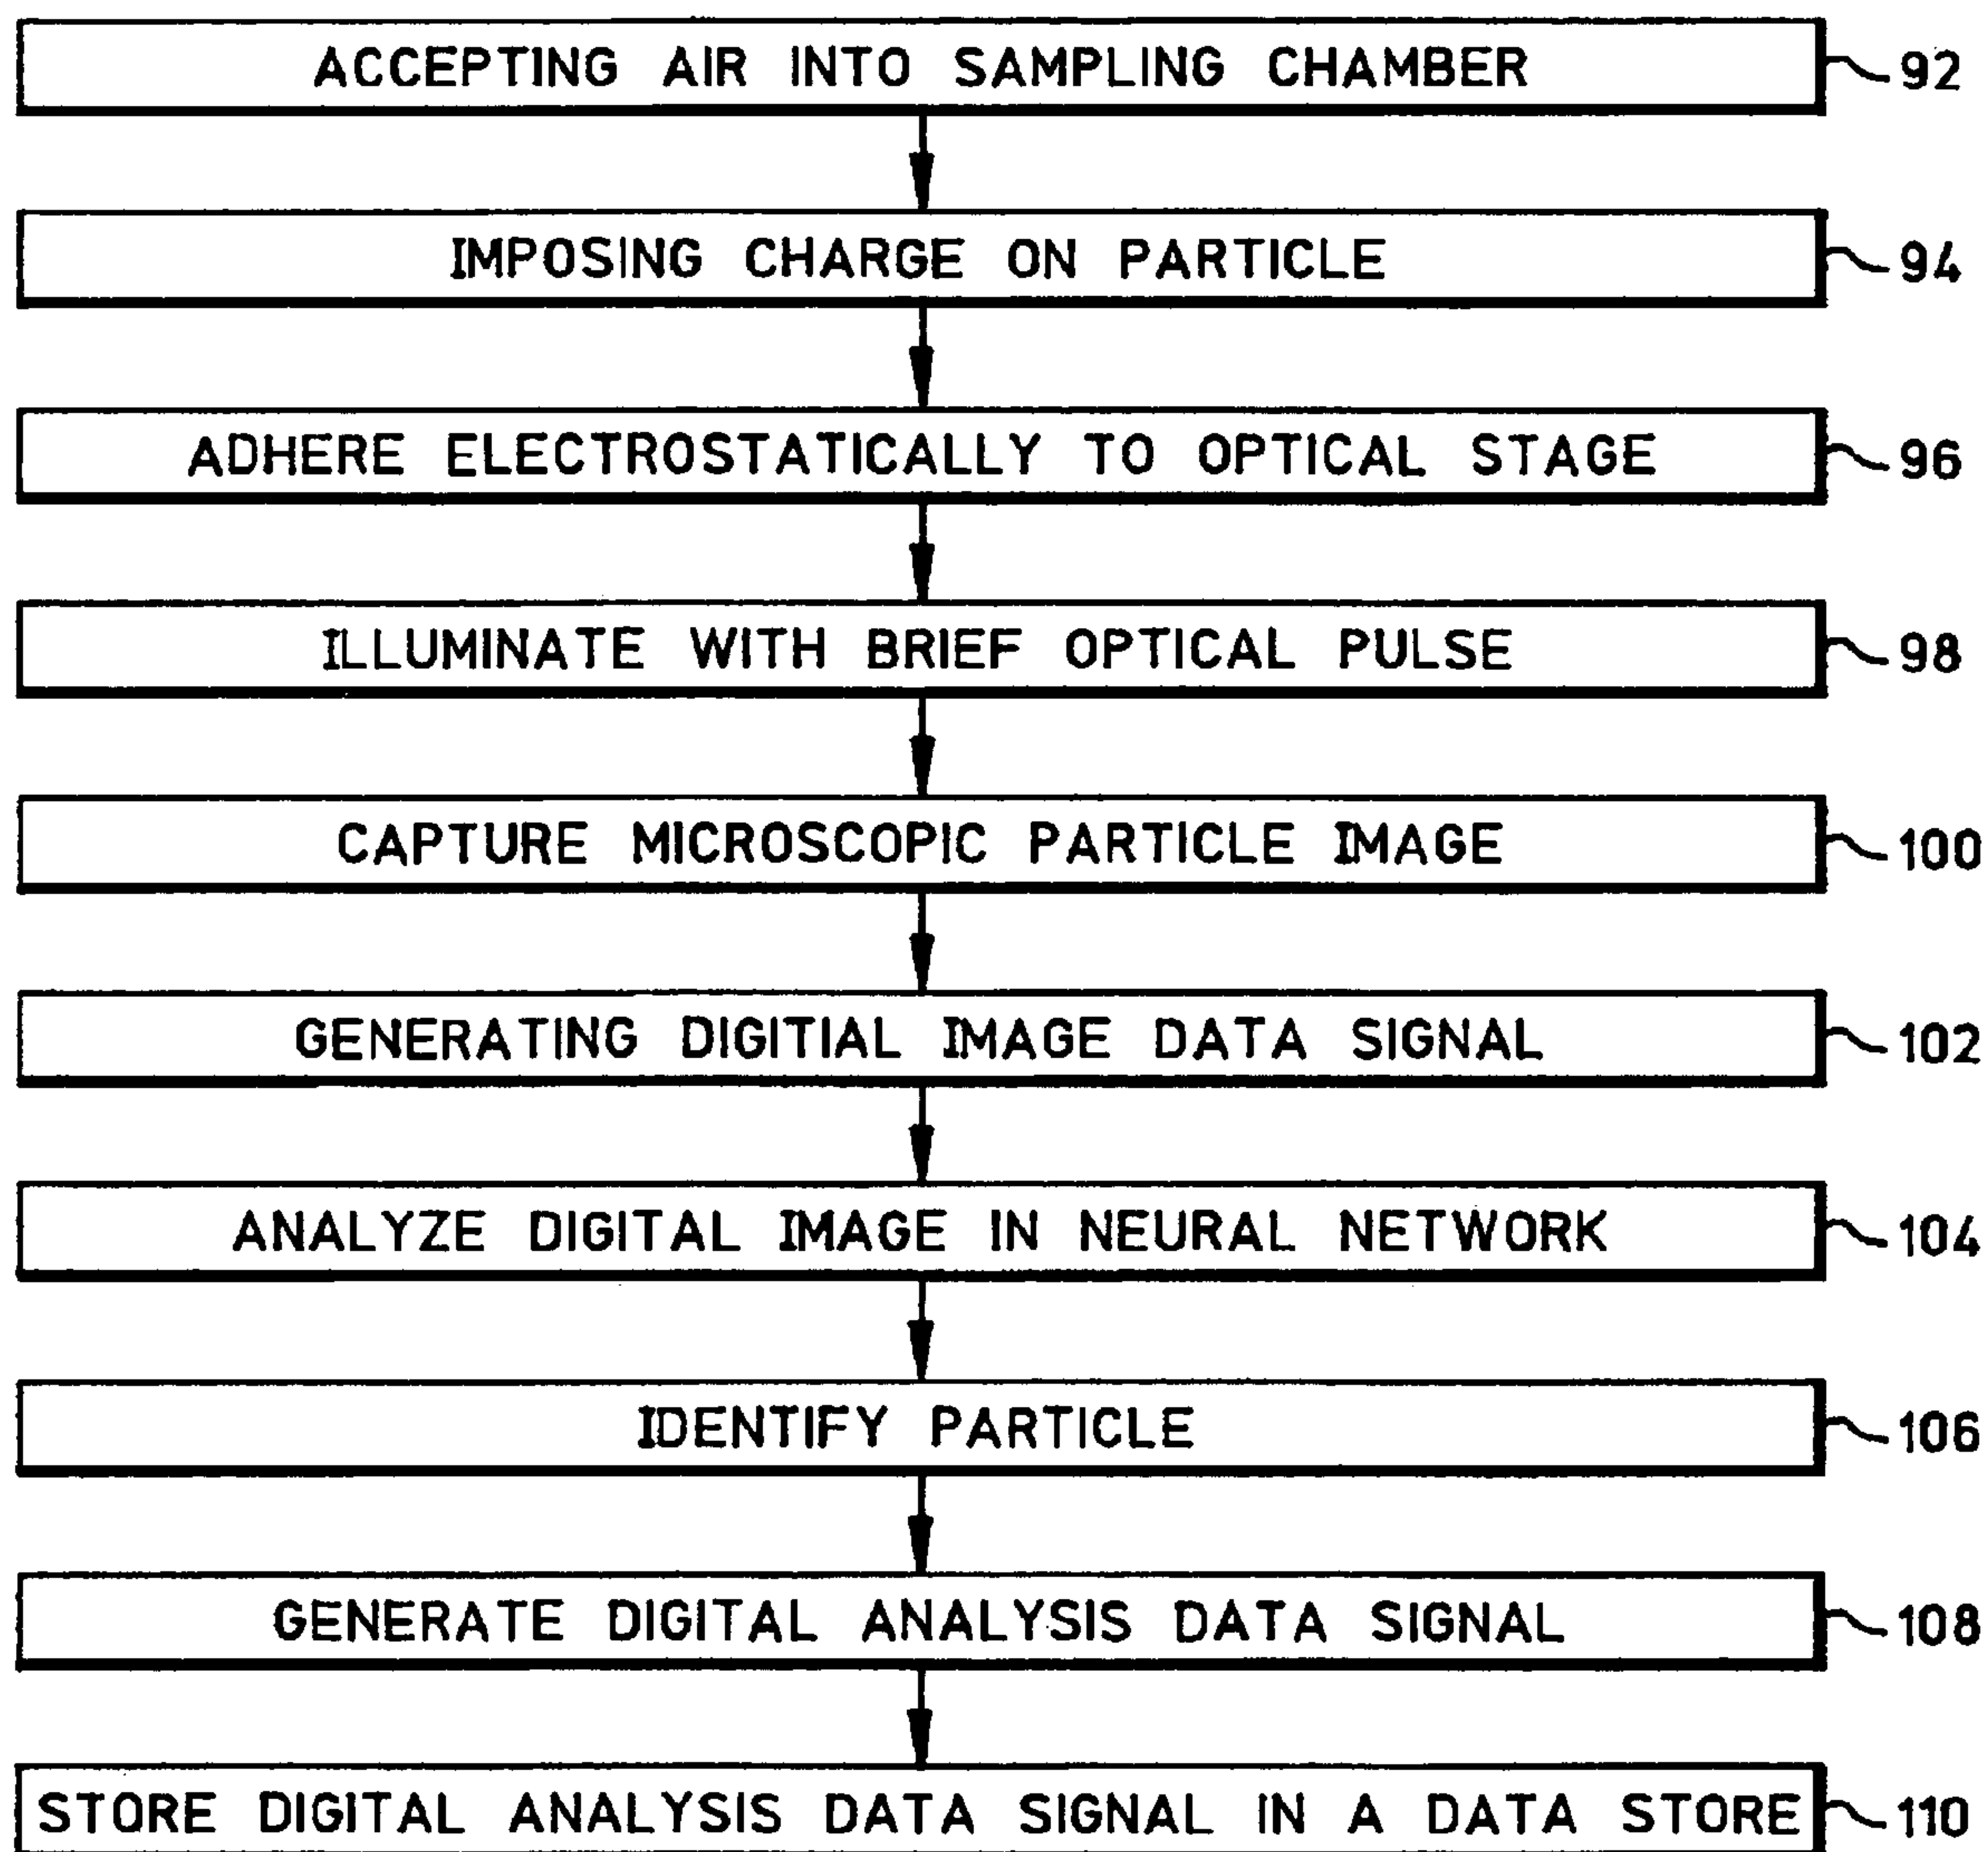 ACCEPTING AIR INTO SAMPLING CHAMBER 92
IMPOSING CHARGE ON PARTICLE 94
ADHERE ELECTROSTATICALLY TO OPTICAL STAGE 96
ILLUMINATE WITH BRIEF OPTICAL PULSE 98
CAPTURE MICROSCOPIC PARTICLE IMAGE 100
GENERATING DIGITIAL IMAGE DATA SIGNAL 102
ANALYZE DIGITAL IMAGE IN NEURAL NETWORK 104
IDENTIFY PARTICLE 106
GENERATE DIGITAL ANALYSIS DATA SIGNAL 108
STORE DIGITAL ANALYSIS DATA SIGNAL IN A DATA STORE 110